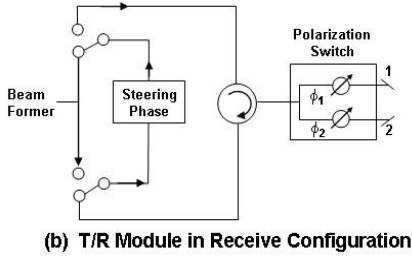 Polarization
Switch
Beam
Former
Steering
Phase
ϕ1
1
ϕ2
2
(b) T/R Module in Receive Configuration